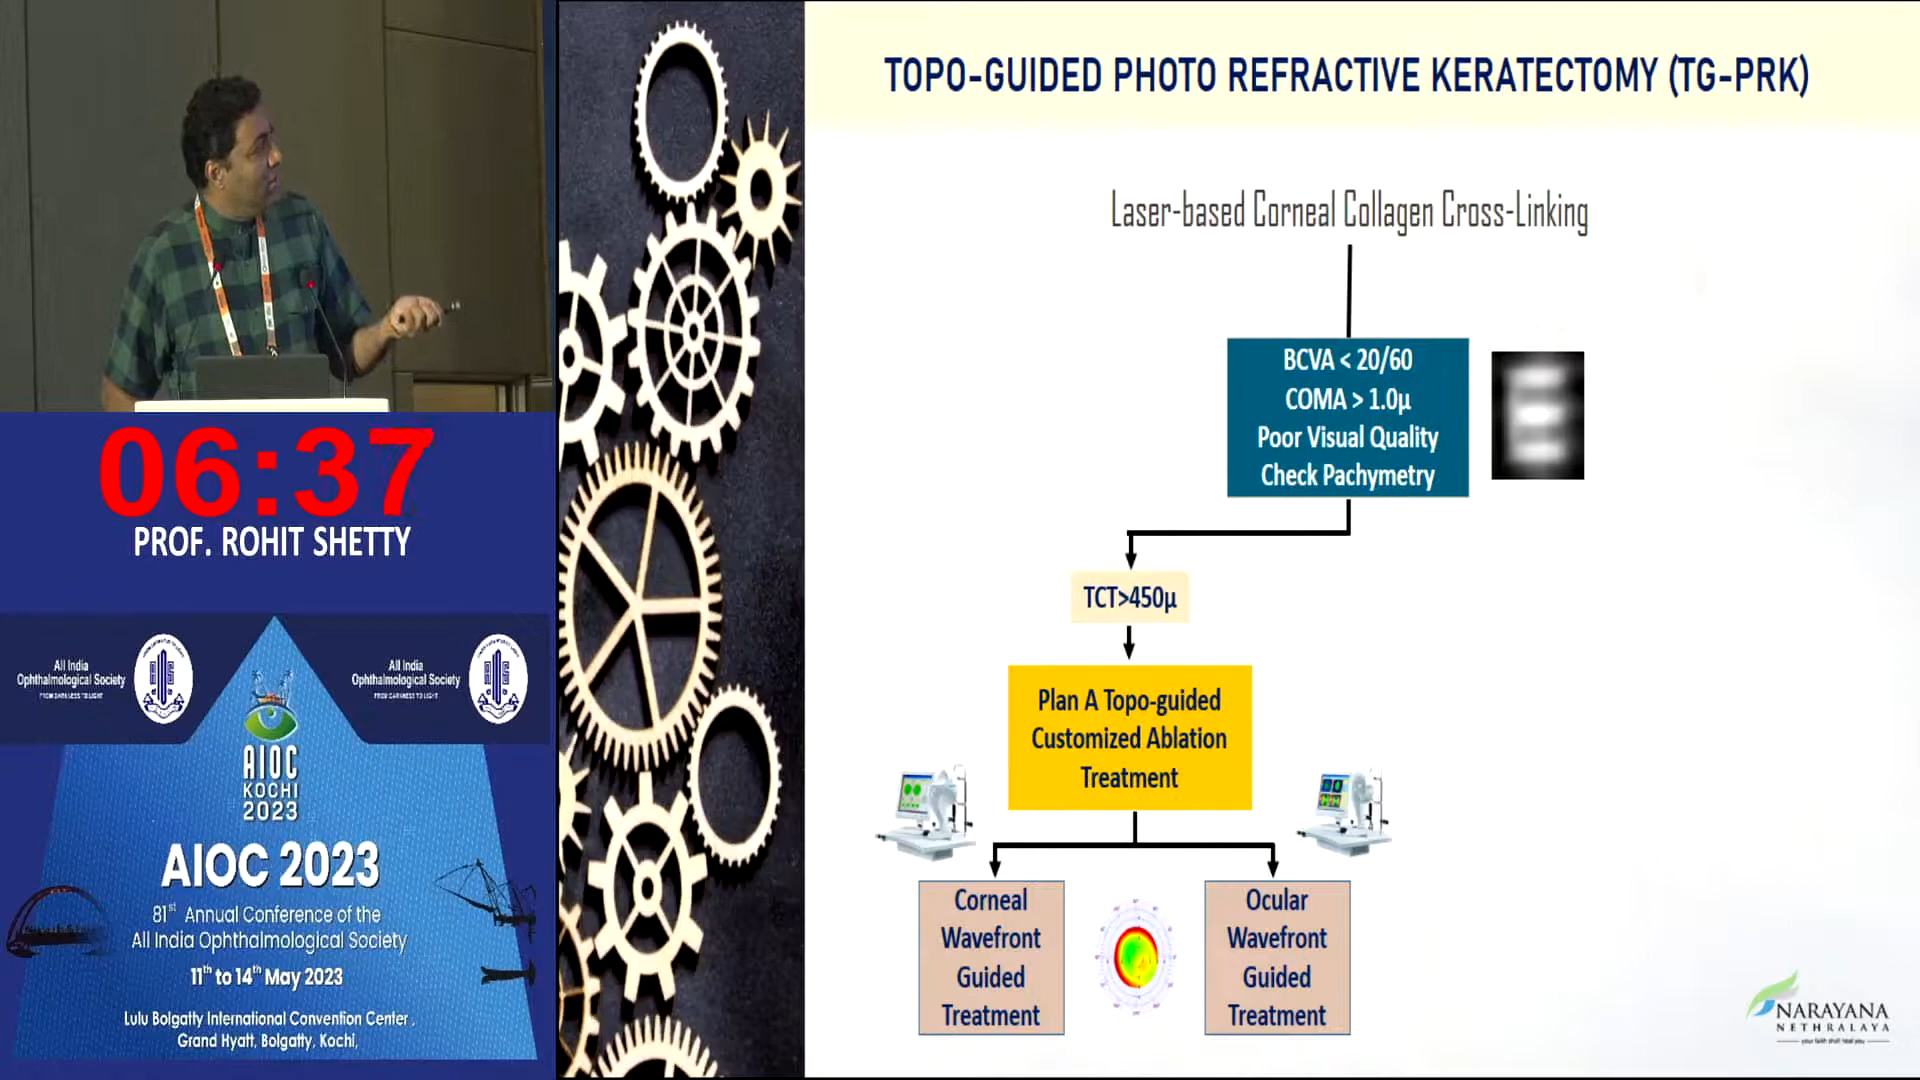 06:37
PROF. ROHIT SHETTY
All India
Ophthalmological Society
FROM DARKNESS TO LIGHT
All India
Ophthalmological Society
FROM DARKNESS TO LIGHT
AIOC
KOCHI
2023
AIOC 2023
81st Annual Conference of the
All India Ophthalmological Society
11th to 14th May 2023
Lulu Bolgatty International Convention Center,
Grand Hyatt, Bolgatty, Kochi,
TOPO-GUIDED PHOTO REFRACTIVE KERATECTOMY (TG-PRK)
Laser-based Corneal Collagen Cross-Linking
BCVA < 20/60
COMA > 1.0µ
Poor Visual Quality
Check Pachymetry
TCT>450µ
Plan A Topo-guided
Customized Ablation
Treatment
Corneal
Wavefront
Guided
Treatment
Ocular
Wavefront
Guided
Treatment
NARAYANA
NETHRALAYA
your faith shall heal you